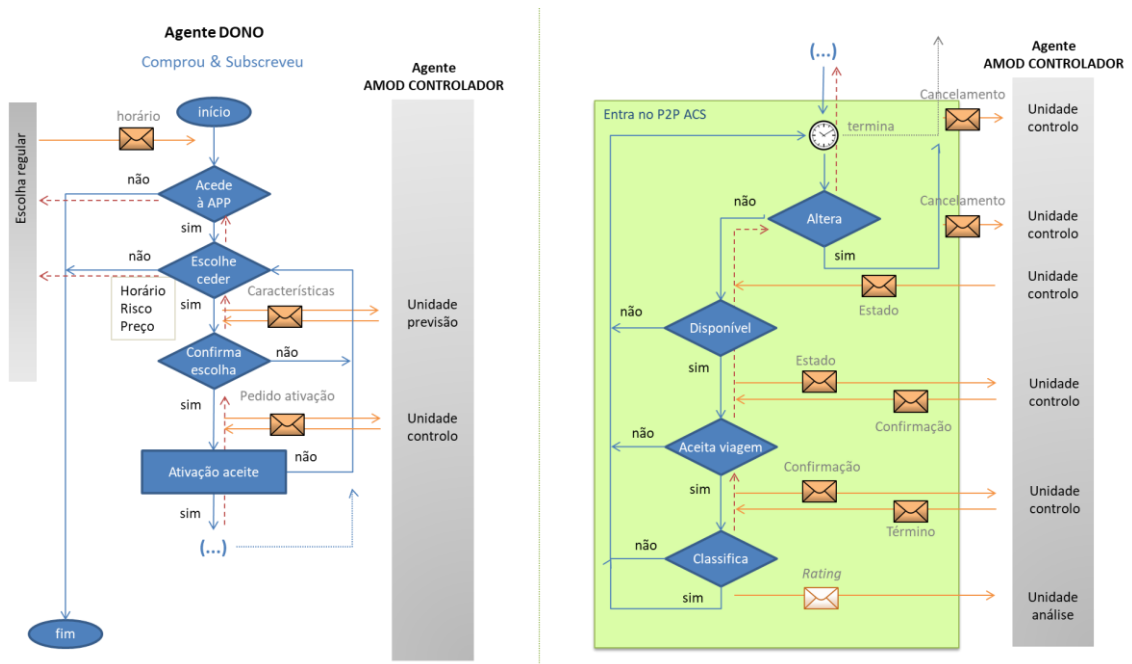 Agente DONO
Comprou & Subscreveu
Agente
AMOD CONTROLADOR
Escolha regular
horário
início
não
Acede
à APP
sim
não
Escolhe
ceder
Horário
Risco
Preço
sim
Características
Unidade
previsão
Confirma
escolha
não
sim
Pedido ativação
Unidade
controlo
Ativação aceite
não
sim
(...)
fim
(...)
Agente
AMOD CONTROLADOR
Entra no P2P ACS
termina
Cancelamento
Unidade
controlo
não
Altera
sim
Cancelamento
Unidade
controlo
Unidade
controlo
Estado
não
Disponível
sim
Estado
Unidade
controlo
Confirmação
não
Aceita viagem
sim
Confirmação
Unidade
controlo
Término
não
Classifica
sim
Rating
Unidade
análise